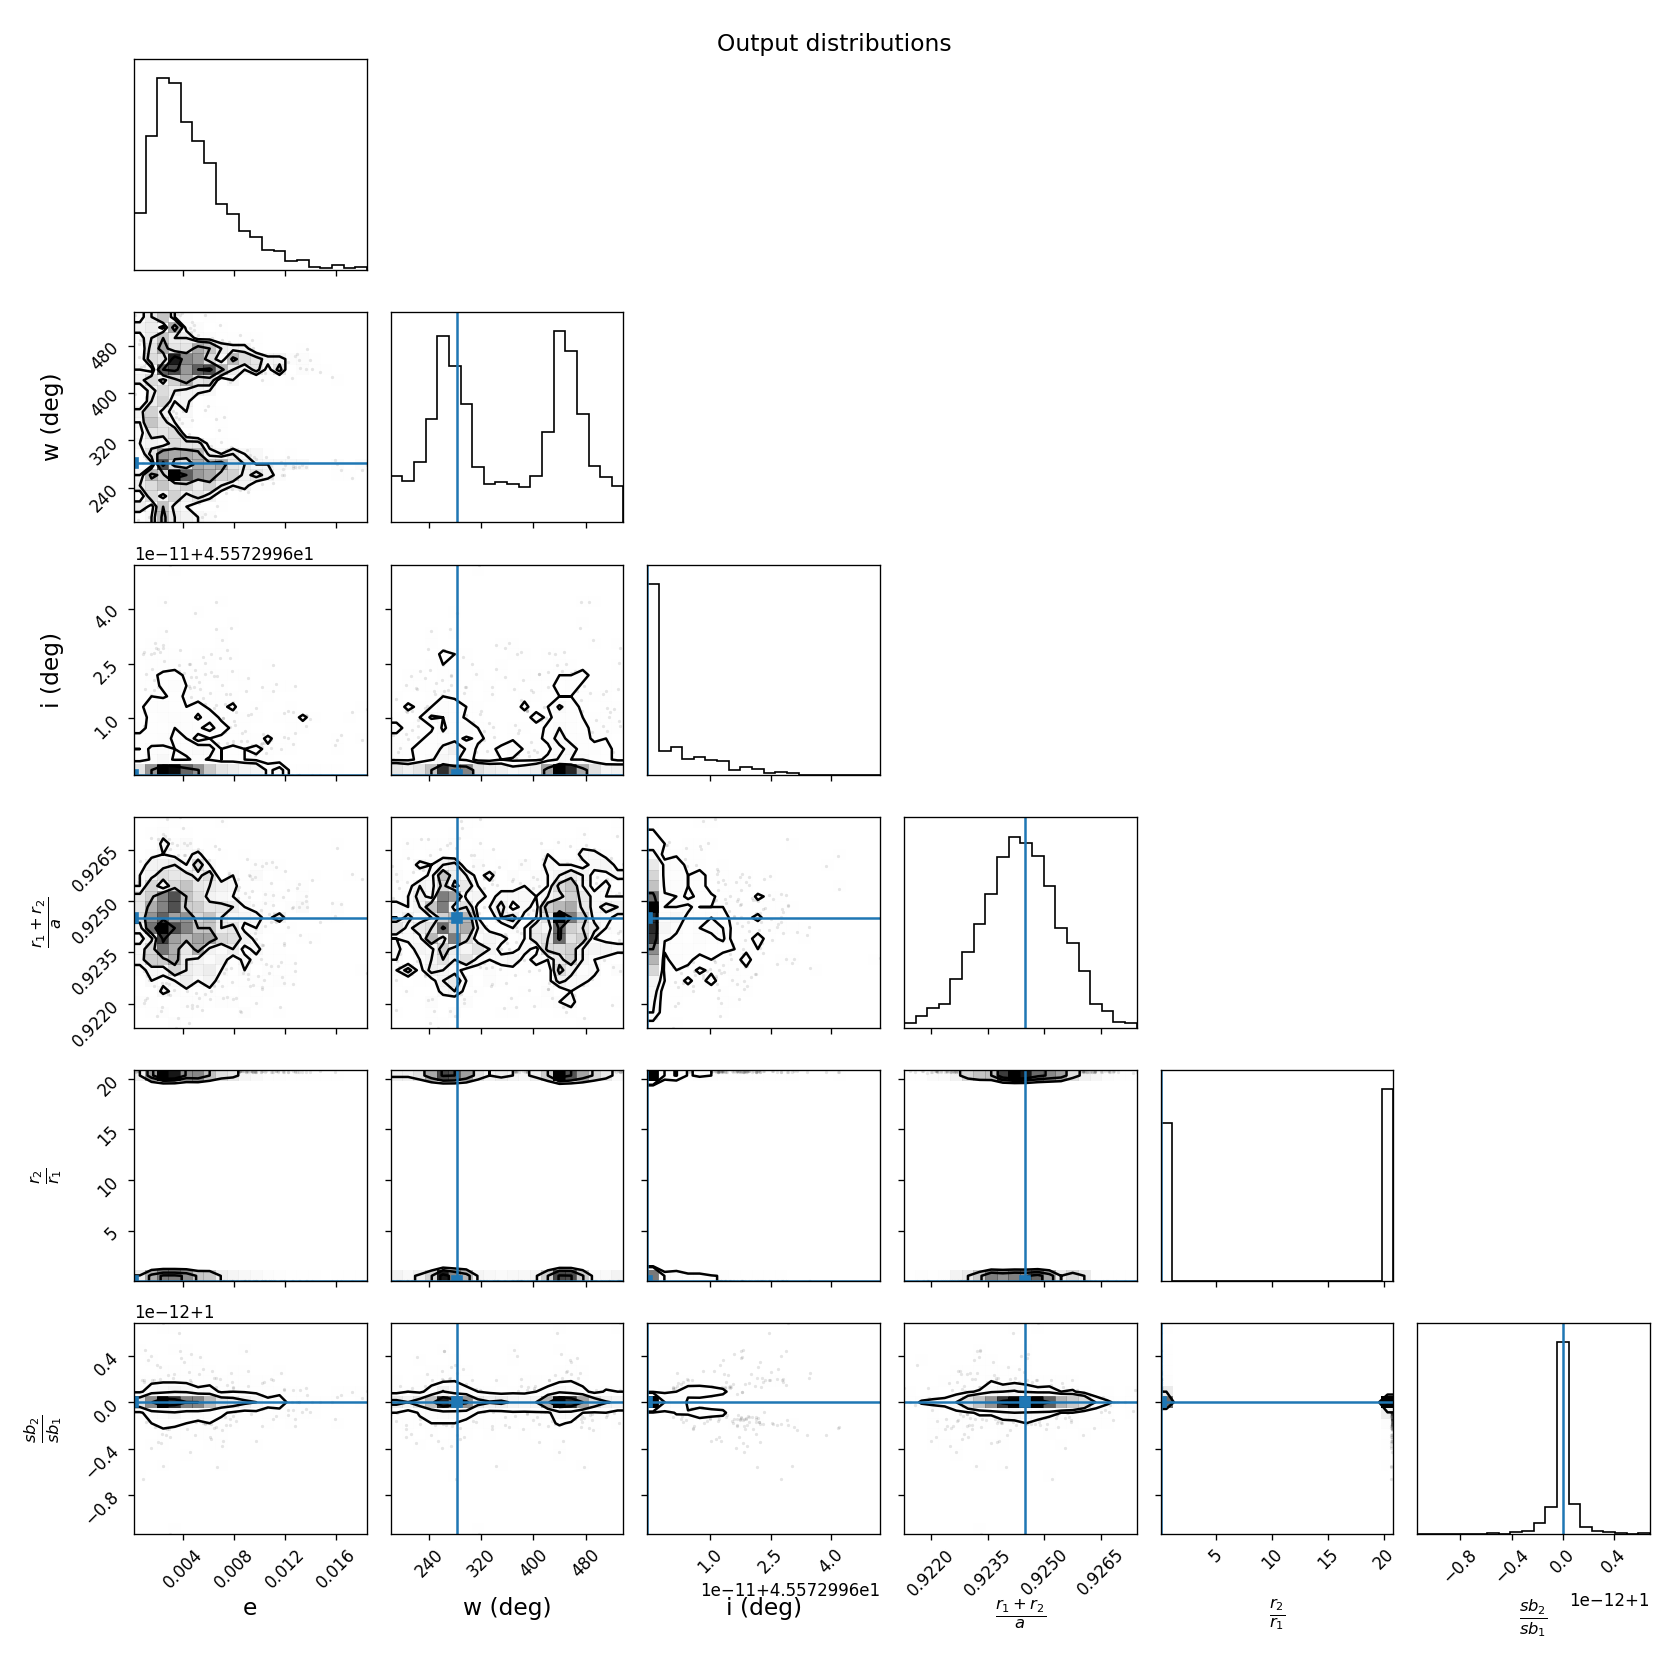 Output distributions
w (deg)
480
400
320
240
1e−11+4.5572996e1
i (deg)
4.0
2.5
1.0
r₁ + r₂
a
0.9265
0.9250
0.9235
0.9220
r₂
r₁
20
15
10
5
1e−12+1
sb₂
sb₁
0.4
0.0
−0.4
−0.8
0.004 0.008 0.012 0.016
e
240 320 400 480
w (deg)
1.0 2.5 4.0
1e−11+4.5572996e1
i (deg)
0.9220 0.9235 0.9250 0.9265
r₁ + r₂
a
5 10 15 20
r₂
r₁
−0.8 −0.4 0.0 0.4
1e−12+1
sb₂
sb₁